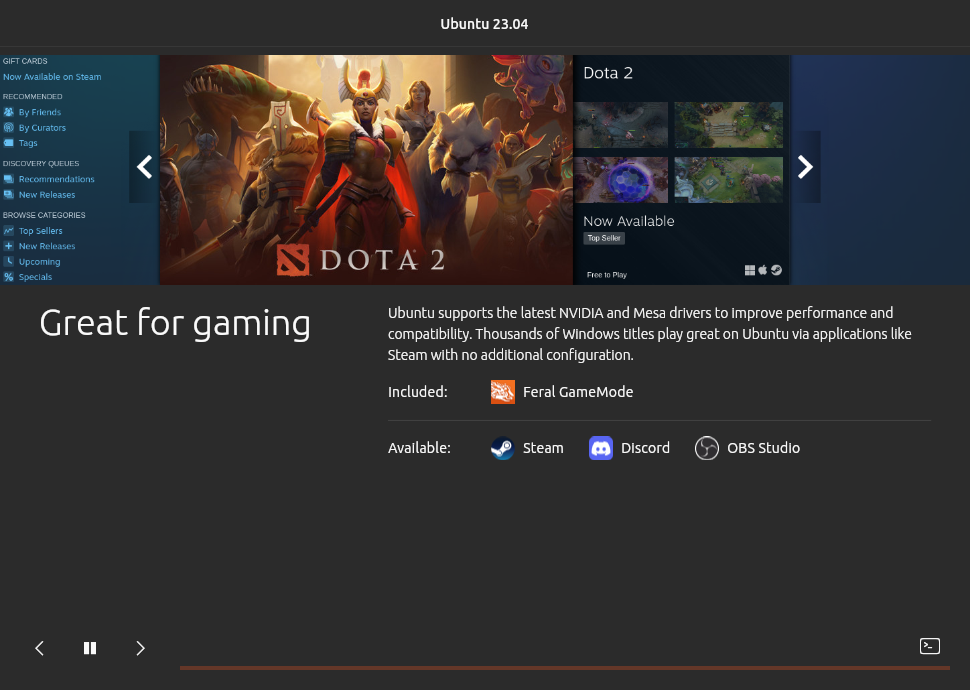 Ubuntu 23.04
GIFT CARDS
Now Available on Steam
RECOMMENDED
By Friends
By Curators
Tags
DISCOVERY QUEUES
Recommendations
New Releases
BROWSE CATEGORIES
Top Sellers
New Releases
Upcoming
Specials
DOTA 2
Dota 2
Now Available
Top Seller
Free to Play
Great for gaming
Ubuntu supports the latest NVIDIA and Mesa drivers to improve performance and
compatibility. Thousands of Windows titles play great on Ubuntu via applications like
Steam with no additional configuration.
Included: Feral GameMode
Available: Steam Discord OBS Studio